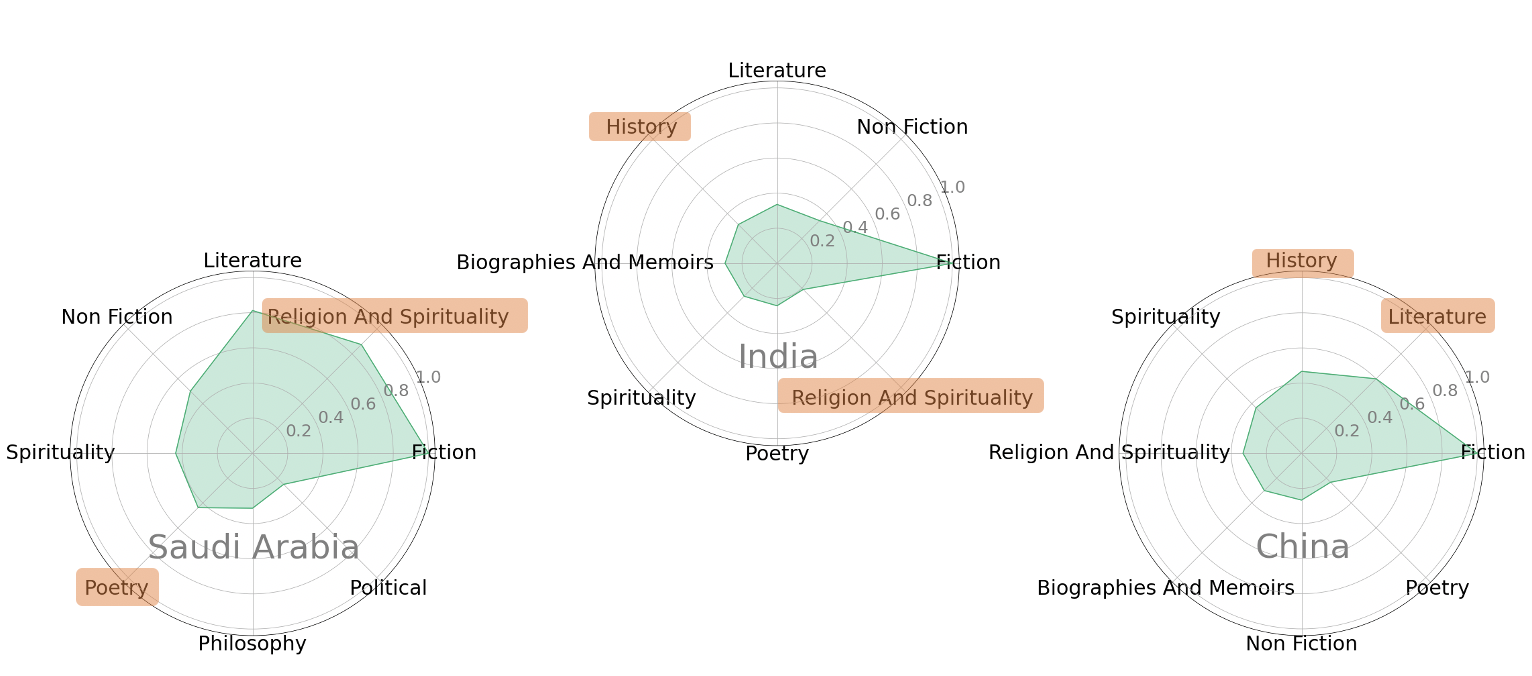 Literature
Non Fiction
Religion And Spirituality
1.0
0.8
0.6
0.4
0.2
Spirituality
Fiction
Saudi Arabia
Poetry
Political
Philosophy
Literature
History
Non Fiction
1.0
0.8
0.6
0.4
0.2
Biographies And Memoirs
Fiction
India
Spirituality
Religion And Spirituality
Poetry
History
Spirituality
Literature
1.0
0.8
0.6
0.4
0.2
Religion And Spirituality
Fiction
China
Biographies And Memoirs
Poetry
Non Fiction